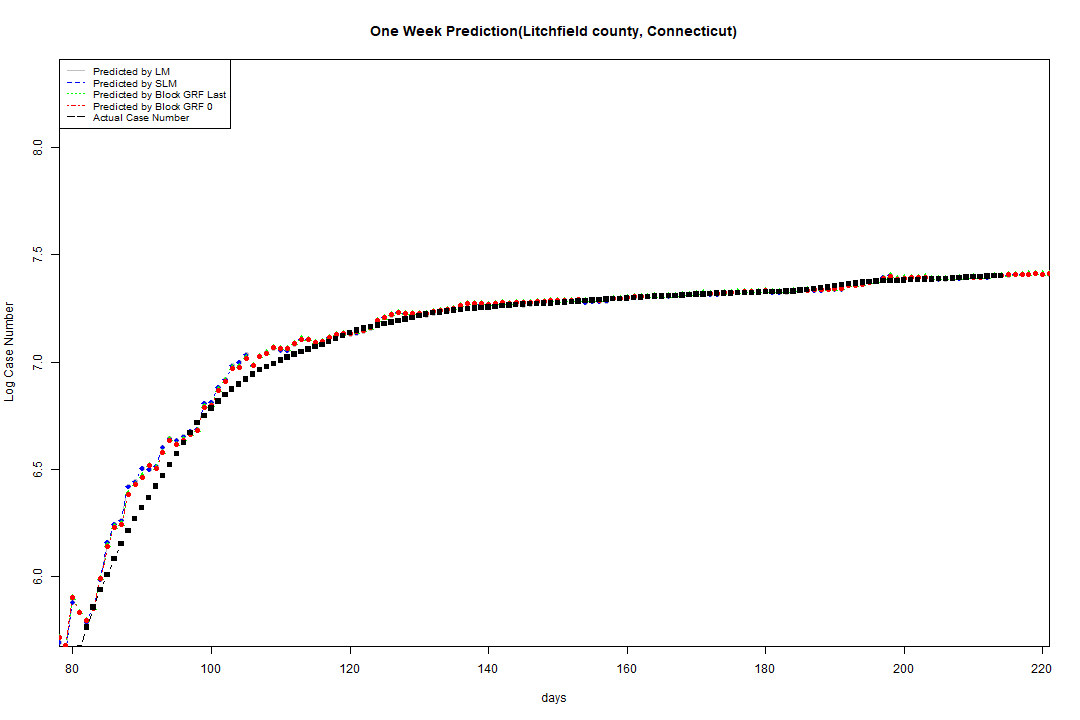 One Week Prediction(Litchfield county, Connecticut)
Predicted by LM
Predicted by SLM
Predicted by Block GRF Last
Predicted by Block GRF 0
Actual Case Number
8.0
7.5
7.0
6.5
6.0
Log Case Number
80 100 120 140 160 180 200 220
days